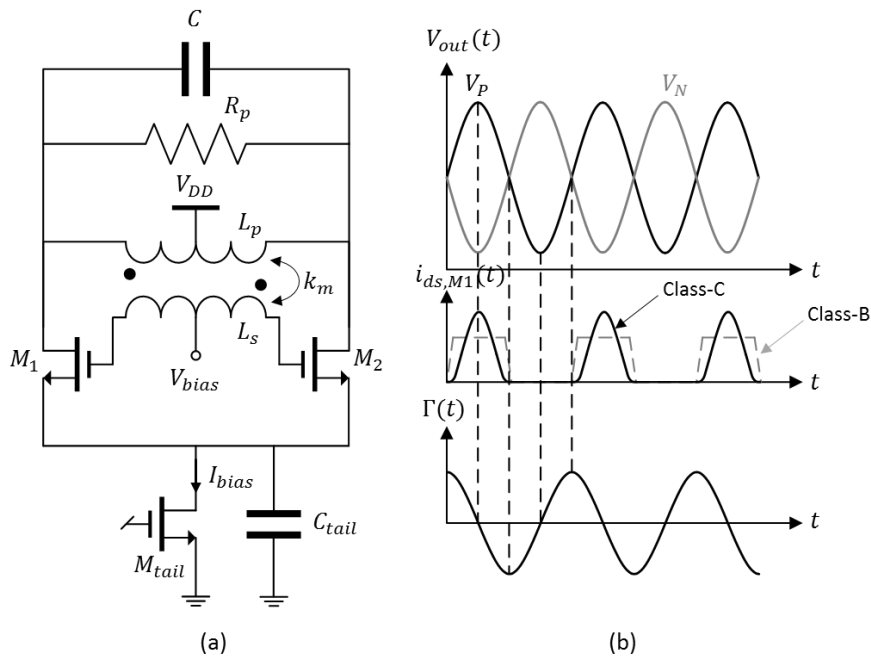 C
R_p
V_DD
L_p
k_m
L_s
M_1
M_2
V_bias
I_bias
C_tail
M_tail
(a)
V_out(t)
V_P
V_N
t
i_ds,M1(t)
Class-C
Class-B
t
Γ(t)
t
(b)